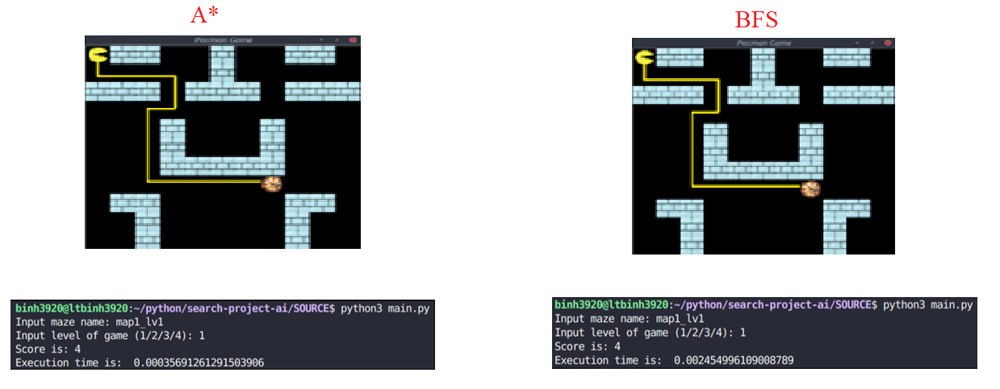 A*
BFS
Pacman Game
Pacman Game
binh3920@ltbinh3920:~/python/search-project-ai/SOURCE$ python3 main.py
Input maze name: map1_lv1
Input level of game (1/2/3/4): 1
Score is: 4
Execution time is:  0.00035691261291503906
binh3920@ltbinh3920:~/python/search-project-ai/SOURCE$ python3 main.py
Input maze name: map1_lv1
Input level of game (1/2/3/4): 1
Score is: 4
Execution time is:  0.002454996109008789